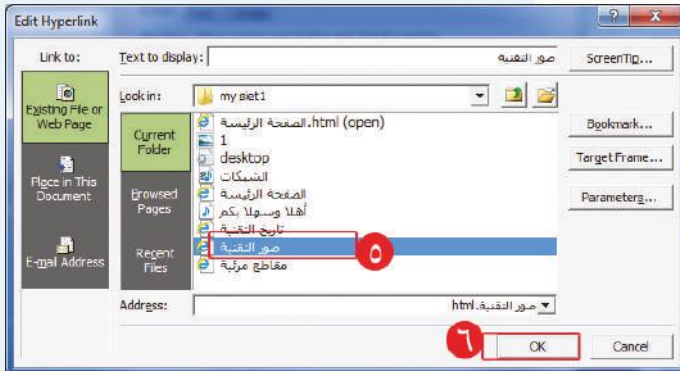 Edit Hyperlink
Link to:
Text to display:
صور التقنية
ScreenTip...
Existing File or Web Page
Look in:
my siet1
Current Folder
الصفحة الرئيسة.html (open)
1
desktop
الشبكات
الصفحة الرئيسة
أهلا وسهلا بكم
تاريخ التقنية
صور التقنية
مقاطع مرئية
٥
Bookmark...
Target Frame...
Parameters...
Place in This Document
Browsed Pages
E-mail Address
Recent Files
Address:
صور التقنية.html
٦
OK
Cancel